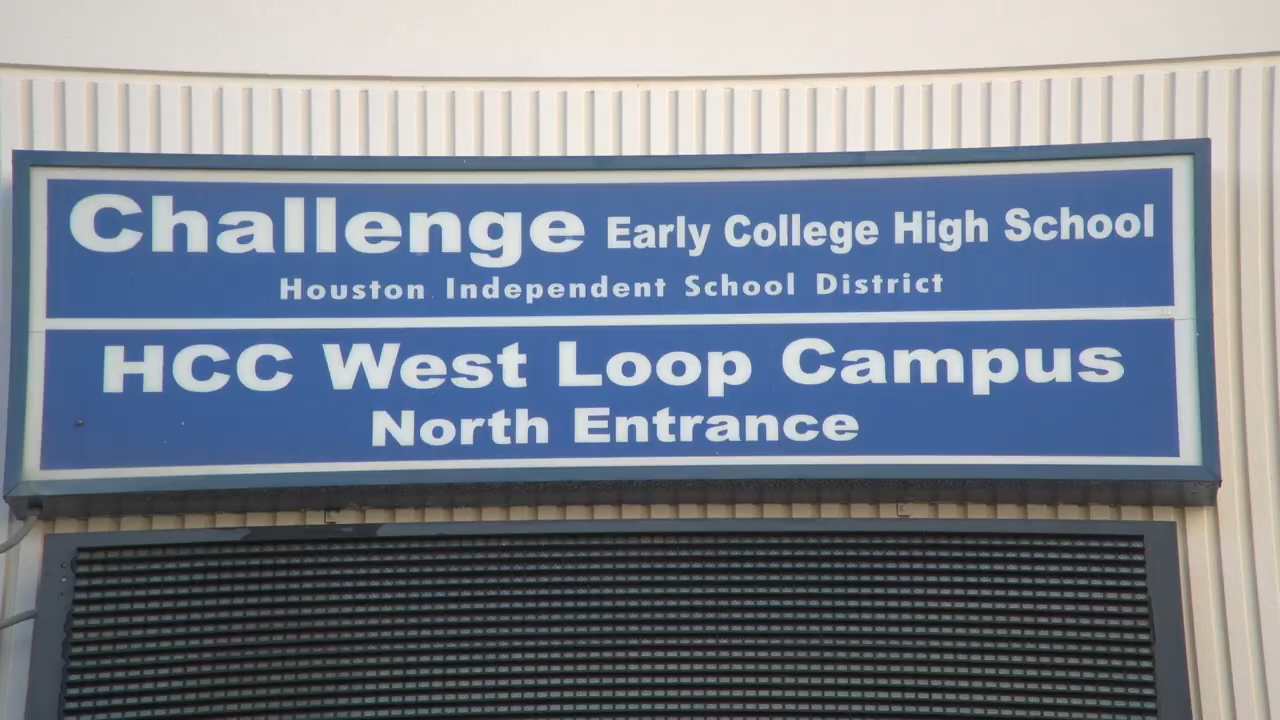 Challenge Early College High School
Houston Independent School District
HCC West Loop Campus
North Entrance